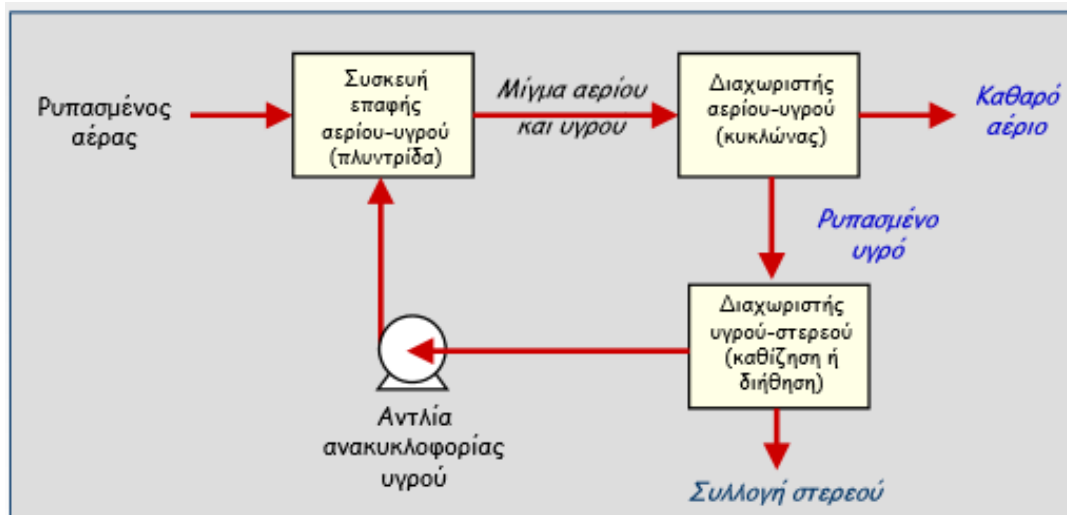 Ρυπασμένος
αέρας
Συσκευή
επαφής
αερίου-υγρού
(πλυντρίδα)
Μίγμα αερίου
και υγρου
Διαχωριστής
αερίου-υγρού
(κυκλώνας)
Καθαρό
αέριο
Ρυπασμένο
υγρό
Διαχωριστής
υγρού-στερεού
(καθίζηση ή
διήθηση)
Αντλία
ανακυκλοφορίας
υγρού
Συλλογή στερεού